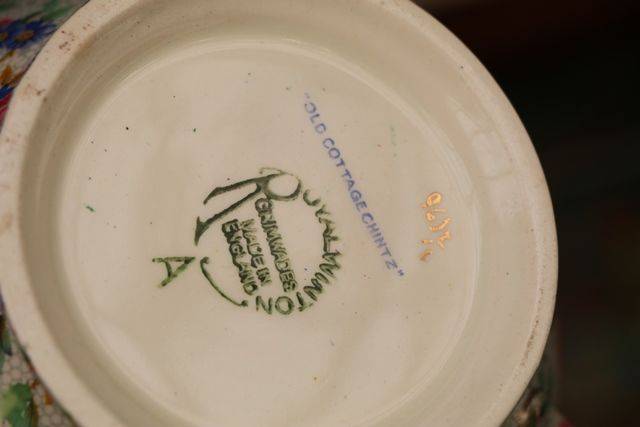 "OLD COTTAGE CHINTZ"
ROYAL WINTON
GRIMWADES
MADE IN
ENGLAND
A